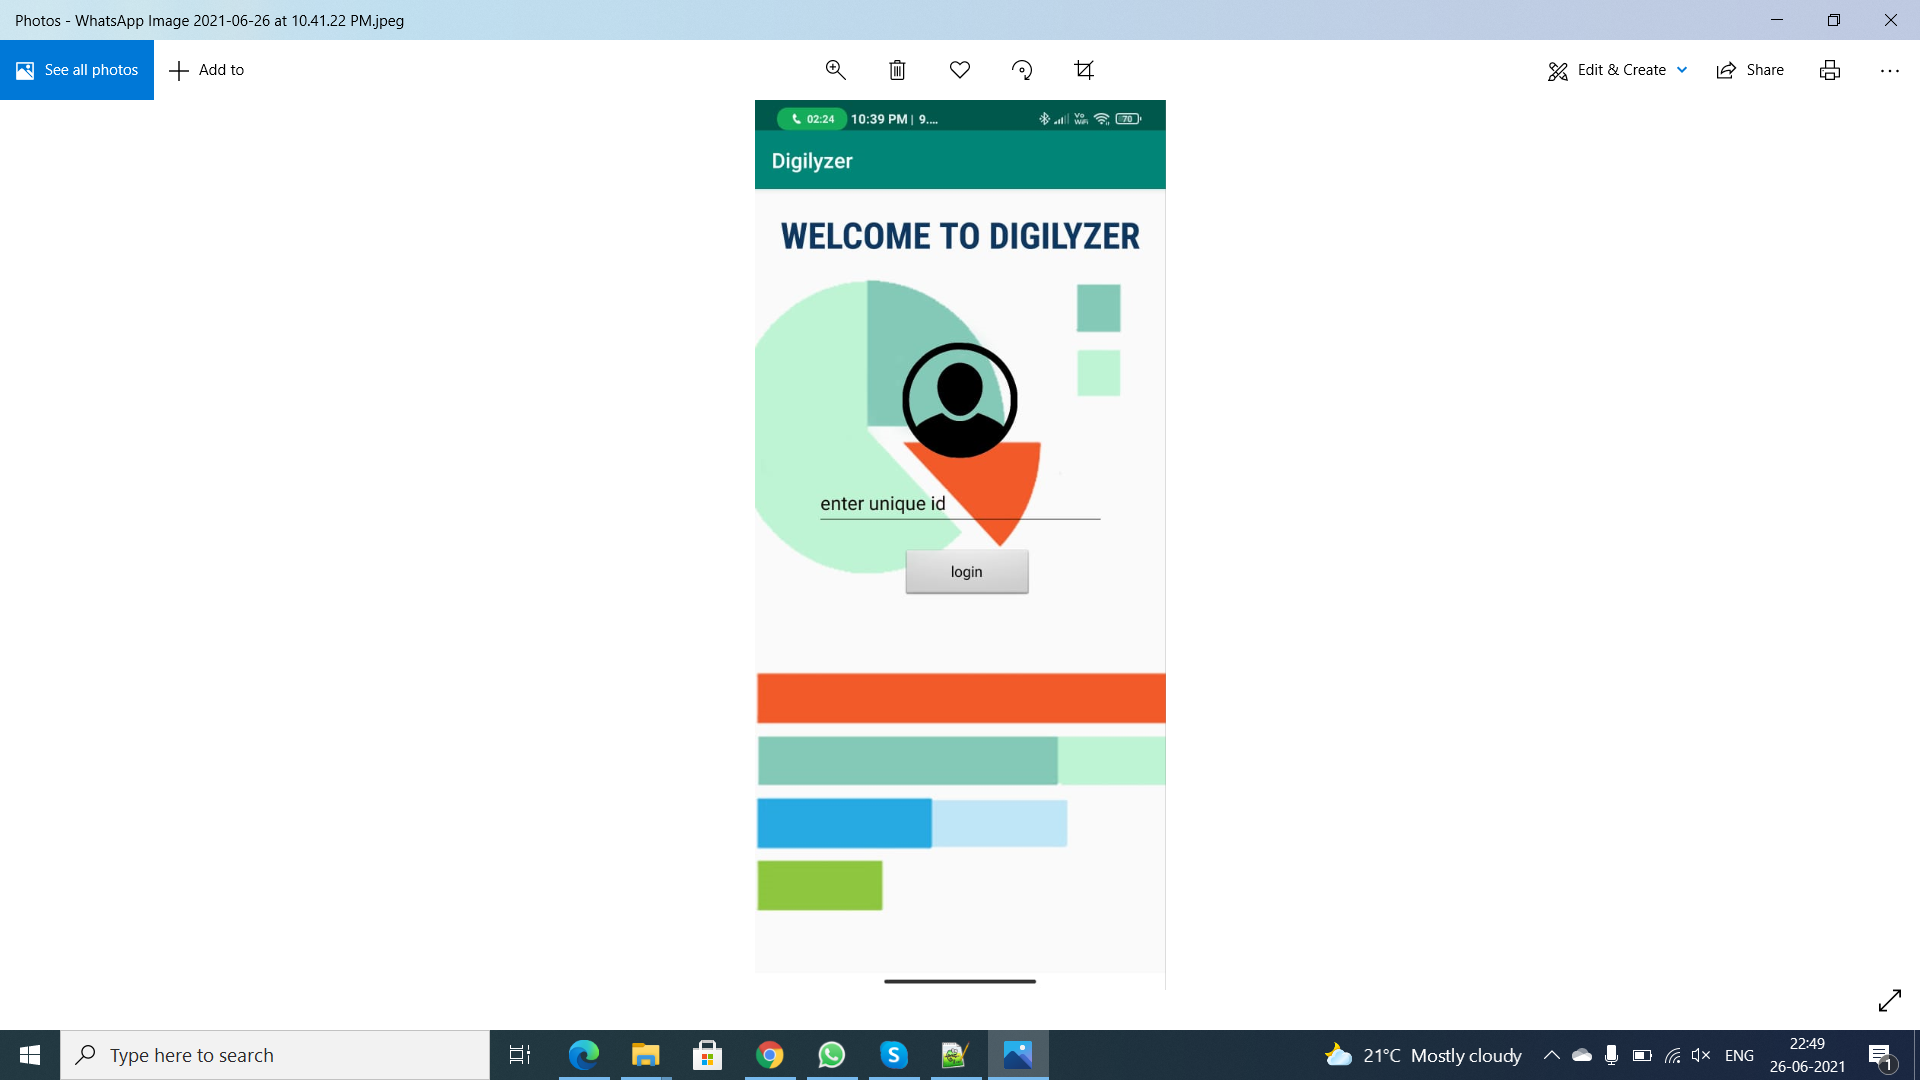 Photos - WhatsApp Image 2021-06-26 at 10.41.22 PM.jpeg
See all photos
Add to
Edit & Create
Share
02:24 10:39 PM | 9.... Vo WiFi 70
Digilyzer
WELCOME TO DIGILYZER
enter unique id
login
Type here to search
21°C Mostly cloudy
ENG
22:49
26-06-2021
1